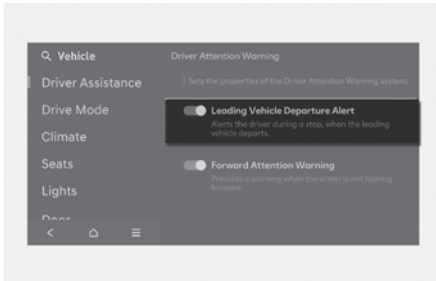 Vehicle
Driver Attention Warning
Driver Assistance
Sets the properties of the Driver Attention Warning system.
Drive Mode
Leading Vehicle Departure Alert
Alerts the driver during a stop, when the leading
vehicle departs.
Climate
Seats
Forward Attention Warning
Provides a warning when the driver is not looking
forward.
Lights
Door